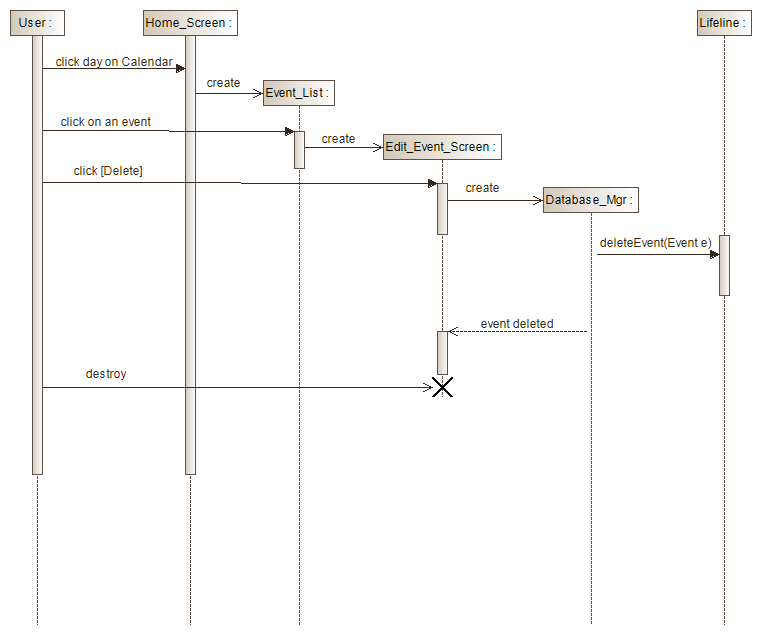 User :
Home_Screen :
Lifeline :
click day on Calendar
create
Event_List :
click on an event
create
Edit_Event_Screen :
click [Delete]
create
Database_Mgr :
deleteEvent(Event e)
event deleted
destroy